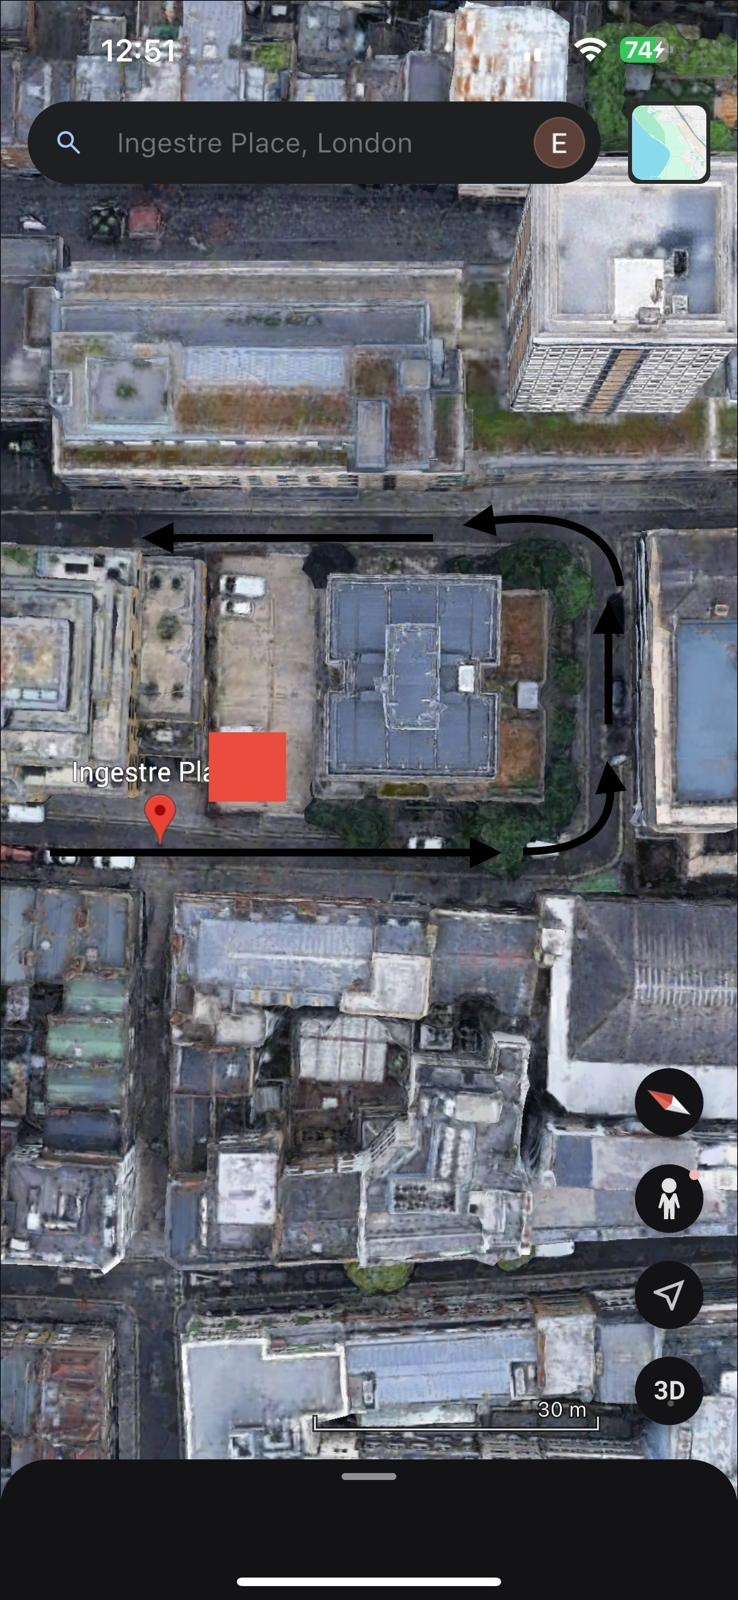 12:51
74
Ingestre Place, London
E
Ingestre Pla
3D
30 m